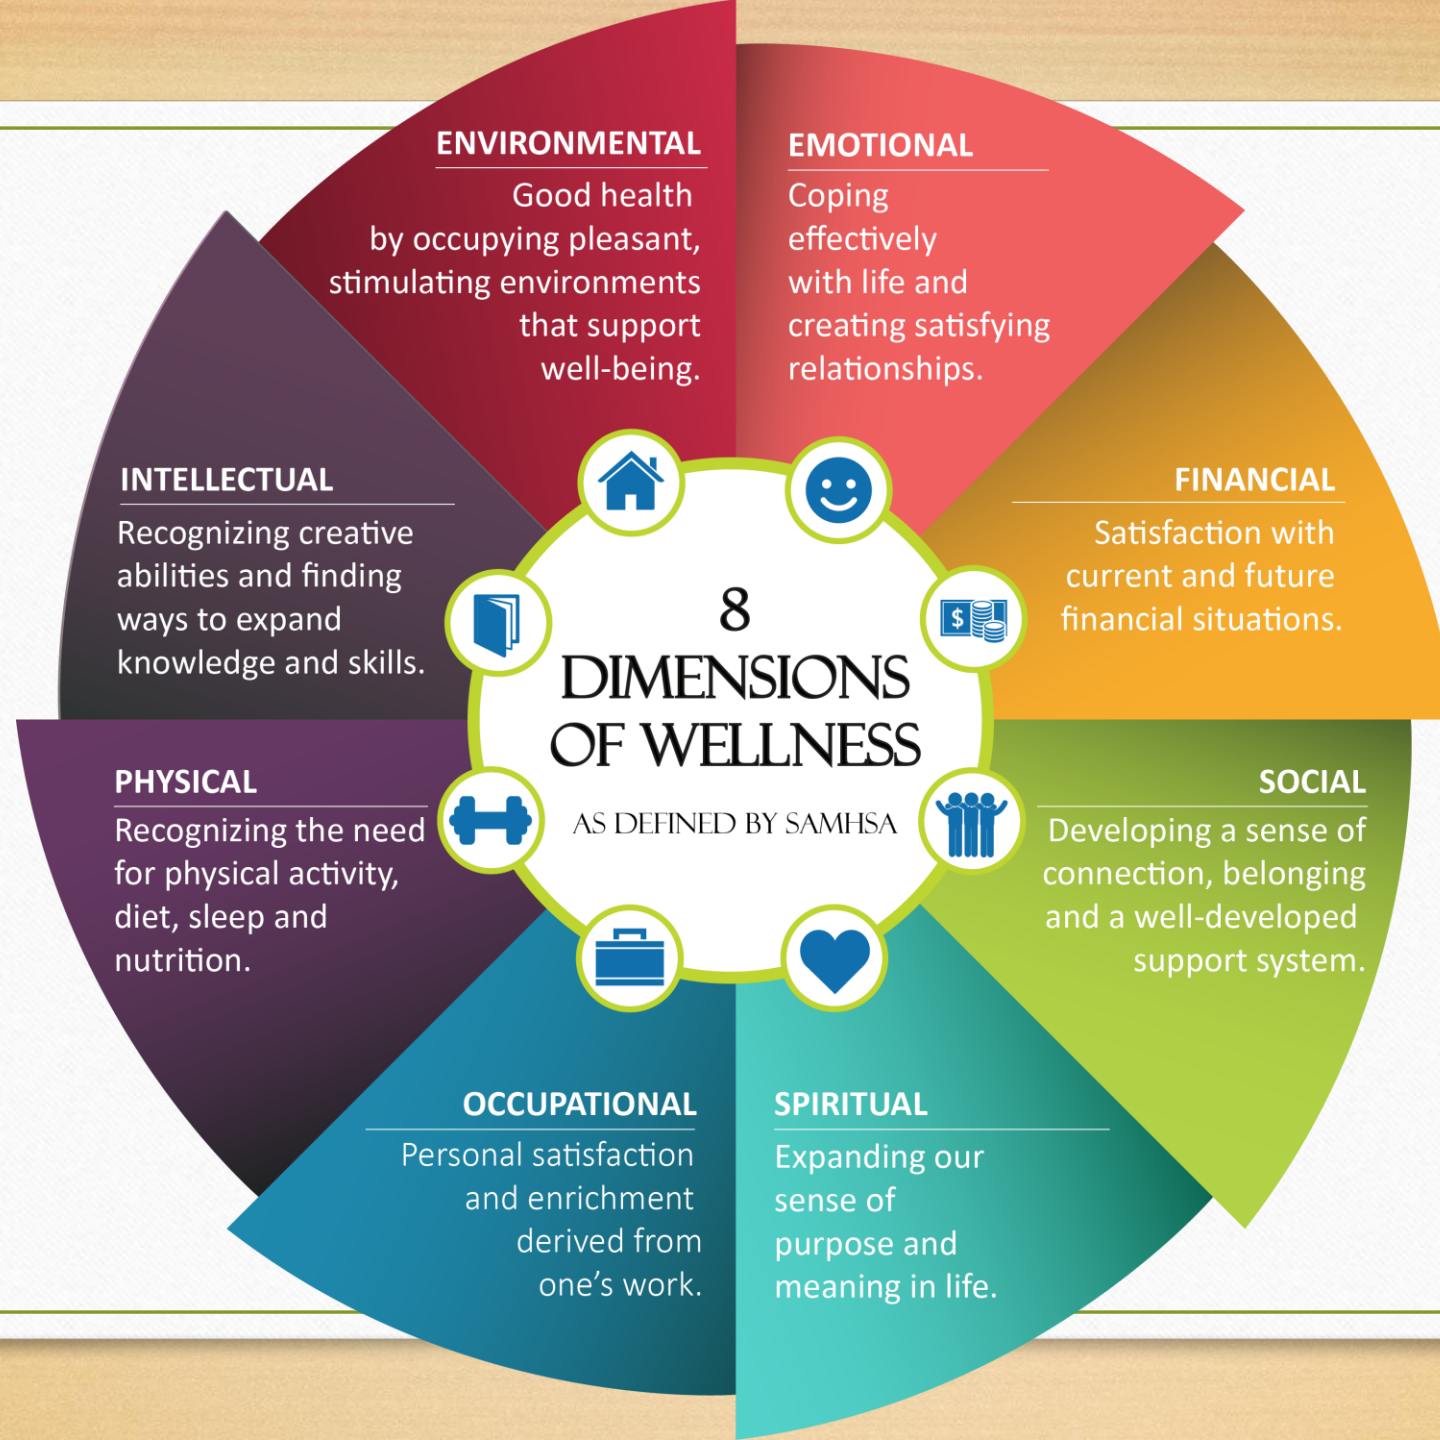 ENVIRONMENTAL
Good health
by occupying pleasant,
stimulating environments
that support
well-being.
EMOTIONAL
Coping
effectively
with life and
creating satisfying
relationships.
INTELLECTUAL
Recognizing creative
abilities and finding
ways to expand
knowledge and skills.
FINANCIAL
Satisfaction with
current and future
financial situations.
$
8
DIMENSIONS
OF WELLNESS
AS DEFINED BY SAMHSA
PHYSICAL
Recognizing the need
for physical activity,
diet, sleep and
nutrition.
SOCIAL
Developing a sense of
connection, belonging
and a well-developed
support system.
OCCUPATIONAL
Personal satisfaction
and enrichment
derived from
one’s work.
SPIRITUAL
Expanding our
sense of
purpose and
meaning in life.